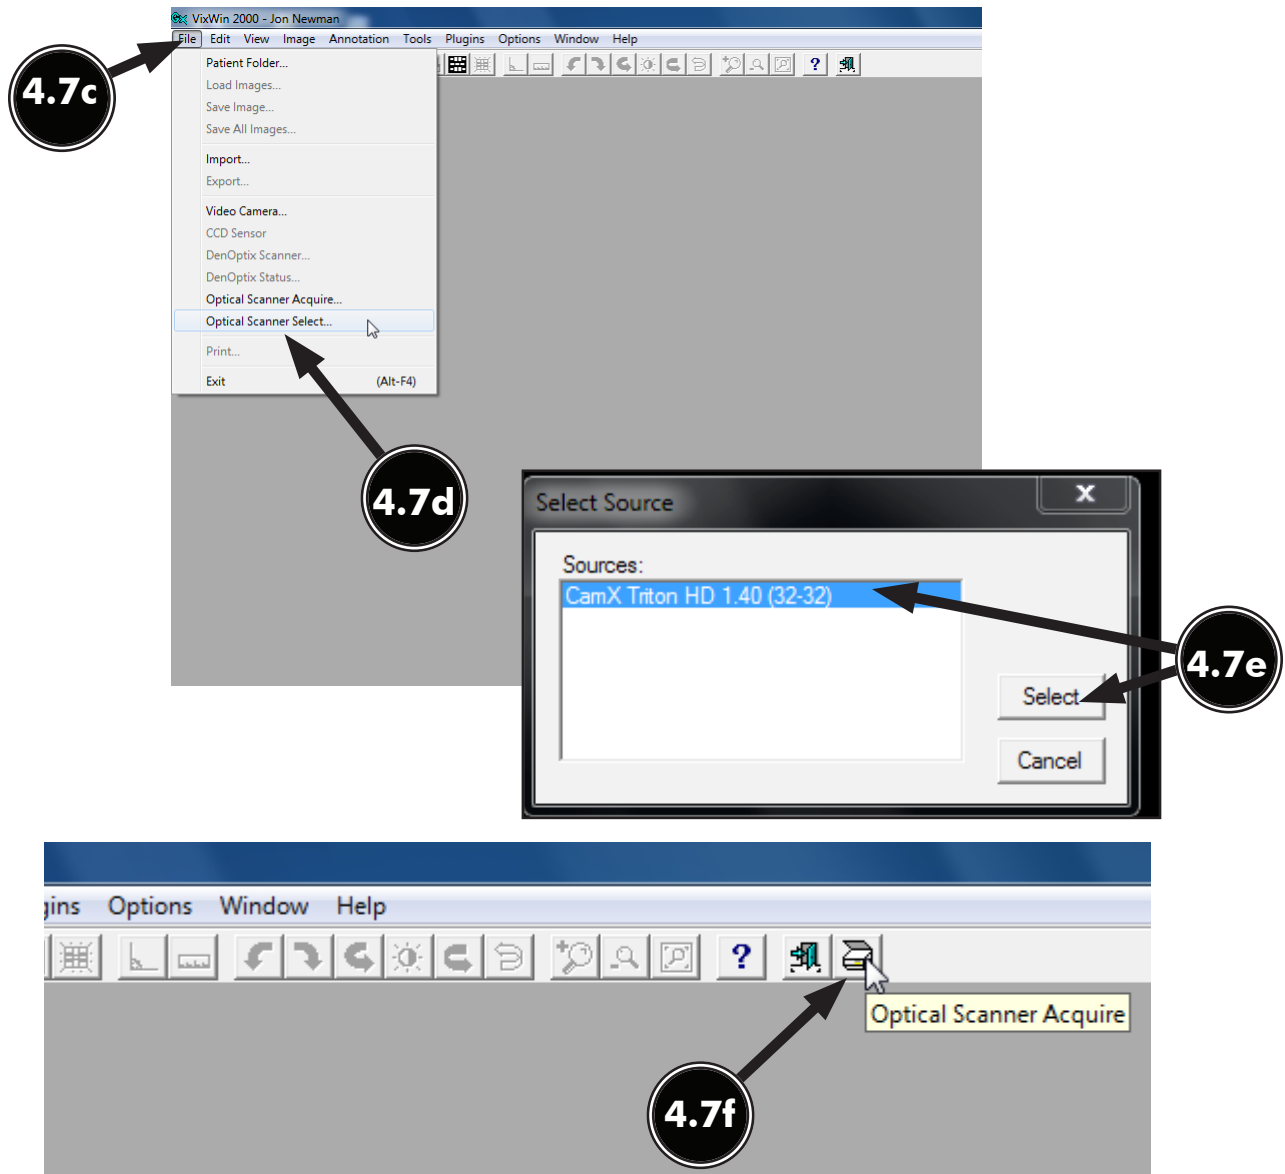 VixWin 2000 - Jon Newman
File Edit View Image Annotation Tools Plugins Options Window Help
4.7c
Patient Folder...
Load Images...
Save Image...
Save All Images...
Import...
Export...
Video Camera...
CCD Sensor
DenOptix Scanner...
DenOptix Status...
Optical Scanner Acquire...
Optical Scanner Select...
Print...
Exit (Alt-F4)
?
4.7d
Select Source
X
Sources:
CamX Triton HD 1.40 (32-32)
4.7e
Select
Cancel
gins Options Window Help
?
Optical Scanner Acquire
4.7f